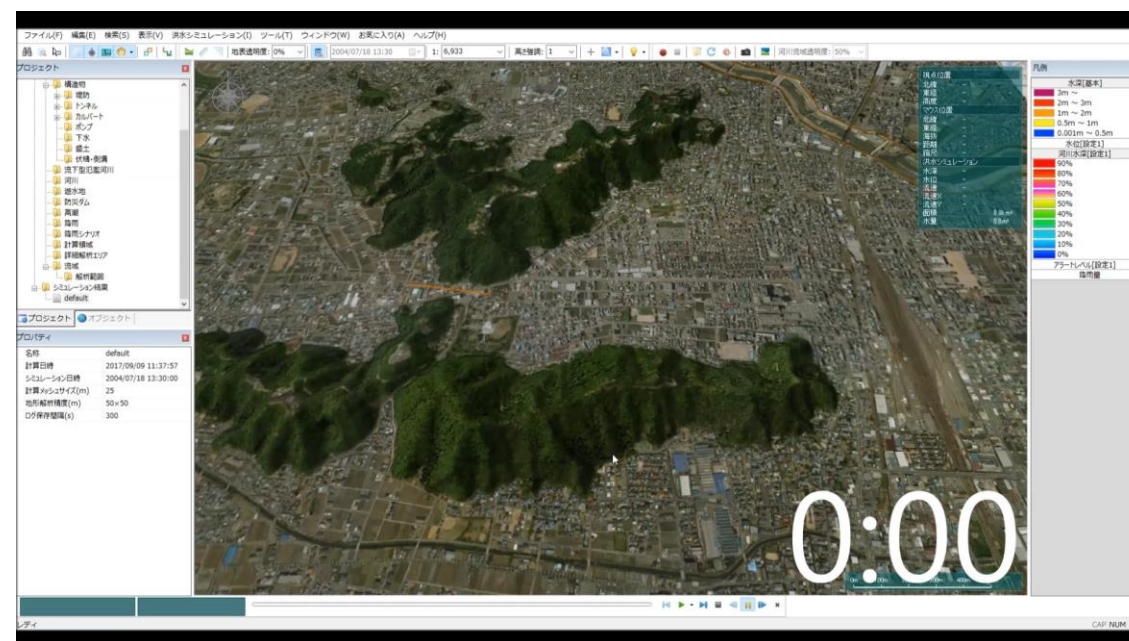 ファイル(F) 編集(E) 検索(S) 表示(V) 洪水シミュレーション(I) ツール(T) ウィンドウ(W) お気に入り(A) ヘルプ(H)
地表透明度: 0% 2004/07/18 13:30 1: 6,933 高さ強調: 1 河川流域透明度: 50%
プロジェクト
構造物
堤防
トンネル
カルバート
ポンプ
下水
盛土
伏樋・側溝
流下型氾濫河川
河川
遊水地
防災ダム
高潮
降雨
降雨シナリオ
計算領域
詳細解析エリア
流域
解析範囲
シミュレーション結果
default
プロジェクト オブジェクト
プロパティ
名称 default
計算日時 2017/09/09 11:37:57
シミュレーション日時 2004/07/18 13:30:00
計算メッシュサイズ(m) 25
地形解析精度(m) 50×50
ログ保存間隔(s) 300
視点位置
北緯
東経
高度
マウス位置
北緯
東経
海抜
距離
洪水シミュレーション
水深
水位
流速
流速X
流速Y
面積
水量
0:00
凡例
水深[基本]
3m ～
2m ～ 3m
1m ～ 2m
0.5m ～ 1m
0.001m ～ 0.5m
水位[設定1]
河川水深[設定1]
90%
80%
70%
60%
50%
40%
30%
20%
10%
0%
アラートレベル[設定1]
降雨量
レディ
CAP NUM